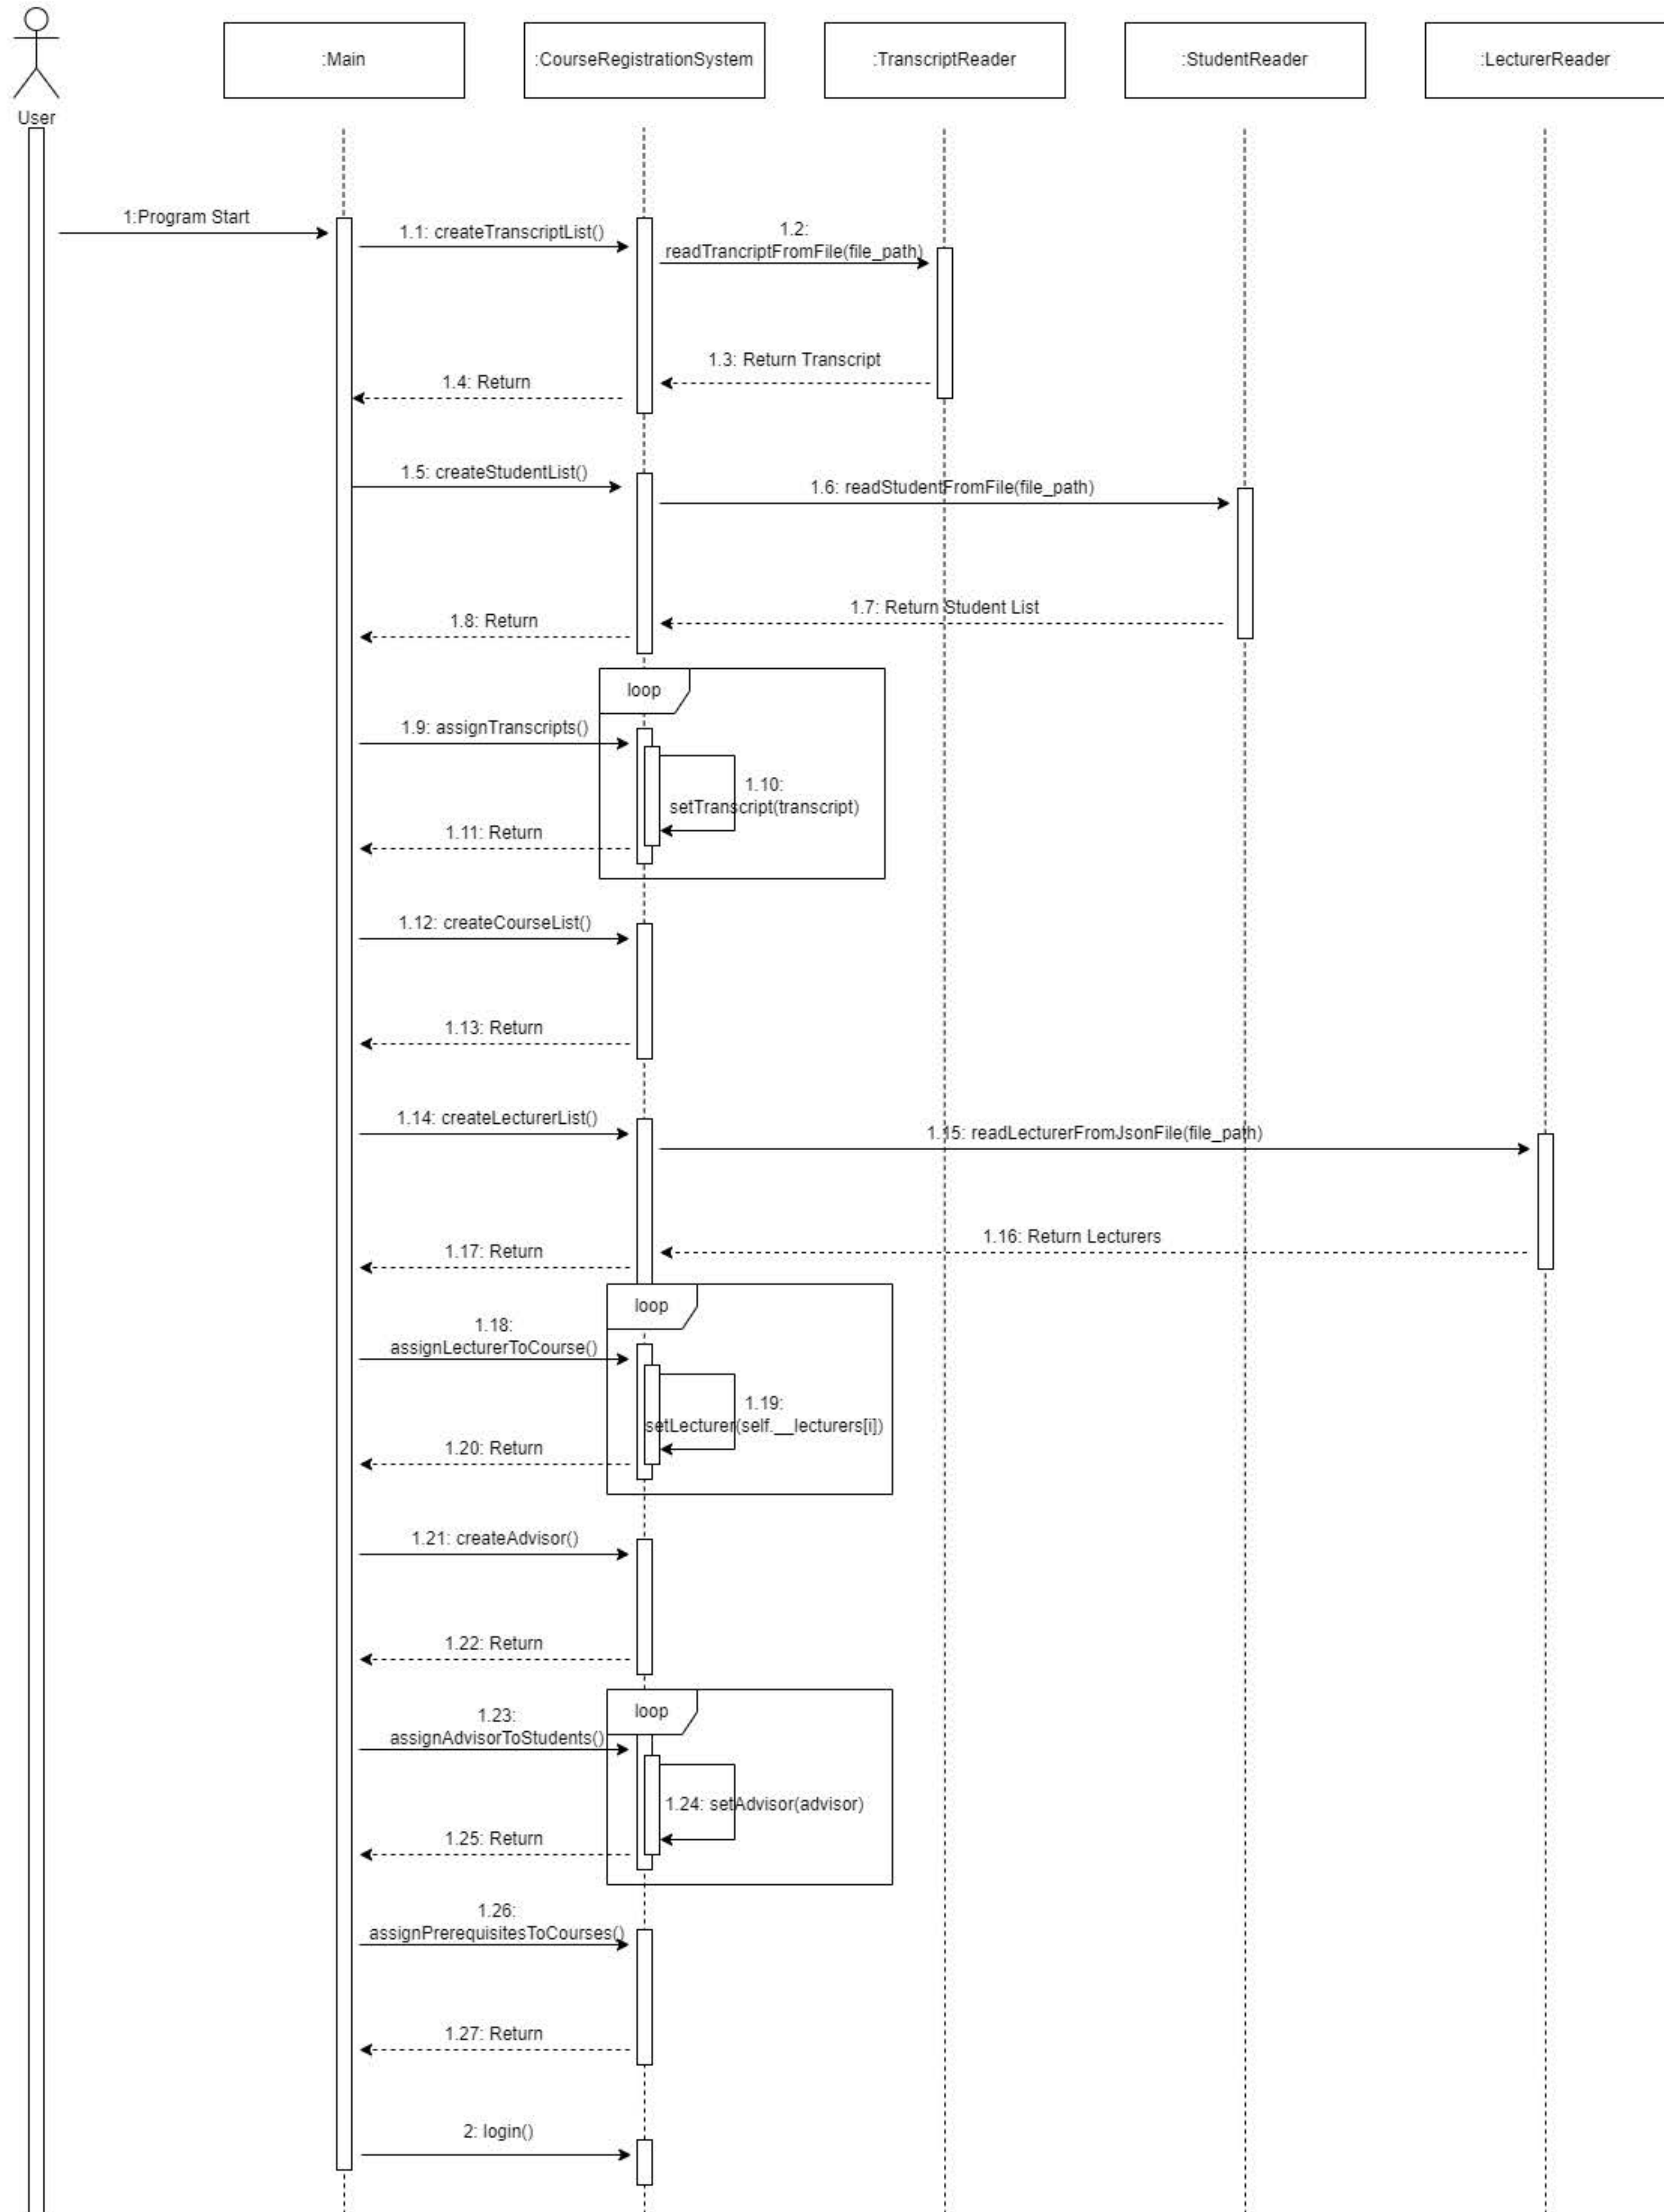 User
:Main
:CourseRegistrationSystem
:TranscriptReader
:StudentReader
:LecturerReader
1:Program Start
1.1: createTranscriptList()
1.2:
readTrancriptFromFile(file_path)
1.3: Return Transcript
1.4: Return
1.5: createStudentList()
1.6: readStudentFromFile(file_path)
1.7: Return Student List
1.8: Return
loop
1.9: assignTranscripts()
1.10:
setTranscript(transcript)
1.11: Return
1.12: createCourseList()
1.13: Return
1.14: createLecturerList()
1.15: readLecturerFromJsonFile(file_path)
1.16: Return Lecturers
1.17: Return
loop
1.18:
assignLecturerToCourse()
1.19:
setLecturer(self.__lecturers[i])
1.20: Return
1.21: createAdvisor()
1.22: Return
loop
1.23:
assignAdvisorToStudents()
1.24: setAdvisor(advisor)
1.25: Return
1.26:
assignPrerequisitesToCourses()
1.27: Return
2: login()